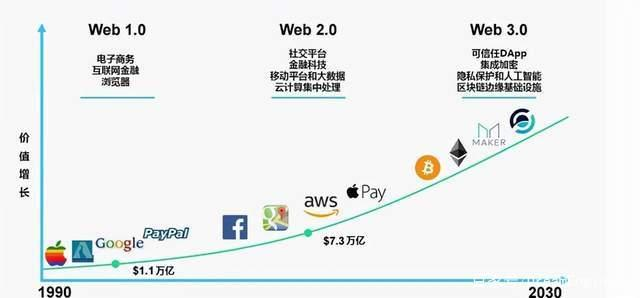 Web 1.0
电子商务
互联网金融
浏览器
Web 2.0
社交平台
金融科技
移动平台和大数据
云计算集中处理
Web 3.0
可信任DApp
集成加密
隐私保护和人工智能
区块链边缘基础设施
价值增长
MAKER
aws
Pay
Google
PayPal
$7.3万亿
$1.1万亿
1990
2030